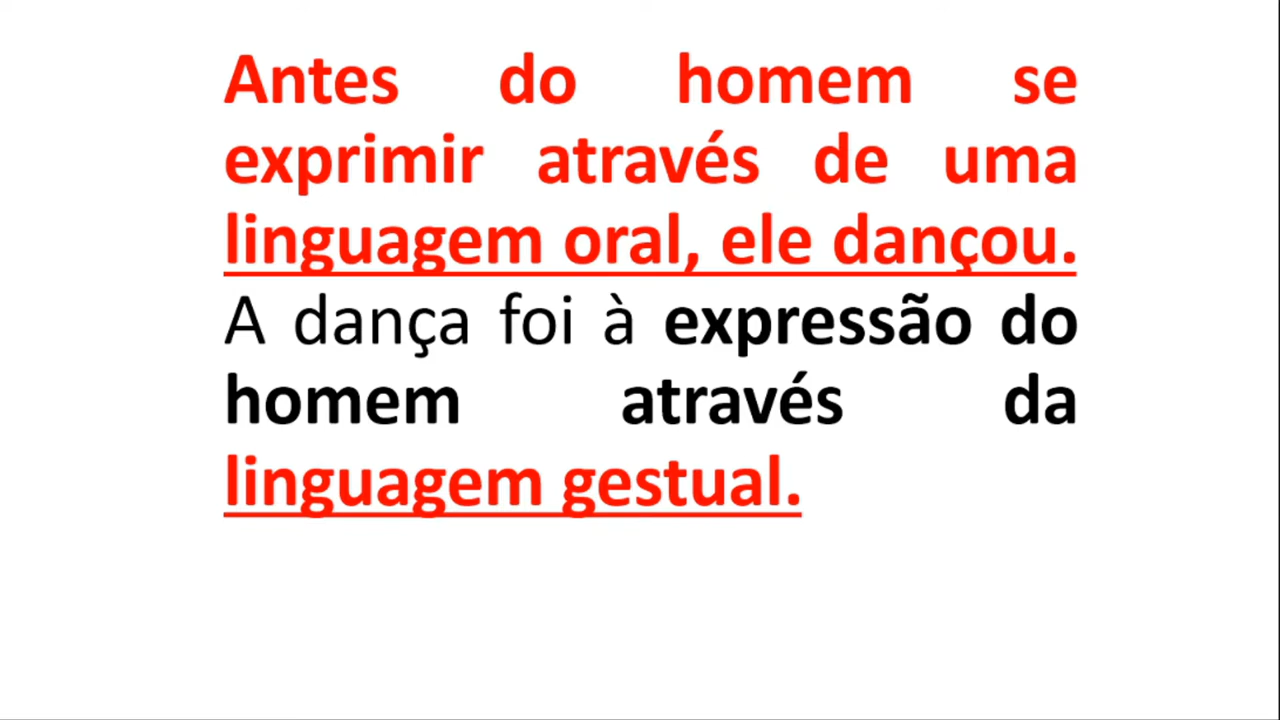 Antes do homem se
exprimir através de uma
linguagem oral, ele dançou.
A dança foi à expressão do
homem através da
linguagem gestual.